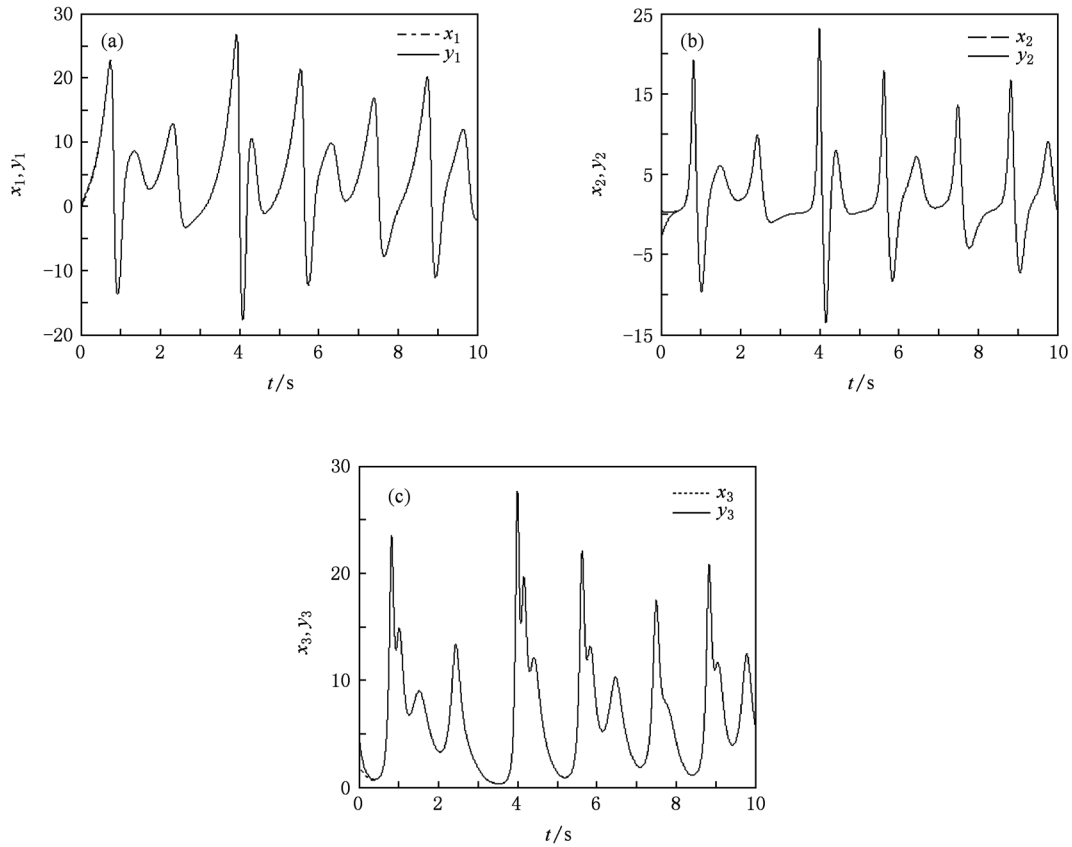 30
(a)
x₁
y₁
20
10
0
−10
−20
x₁, y₁
0 2 4 6 8 10
t/s
25
(b)
x₂
y₂
15
5
−5
−15
x₂, y₂
0 2 4 6 8 10
t/s
30
(c)
x₃
y₃
20
10
0
x₃, y₃
0 2 4 6 8 10
t/s